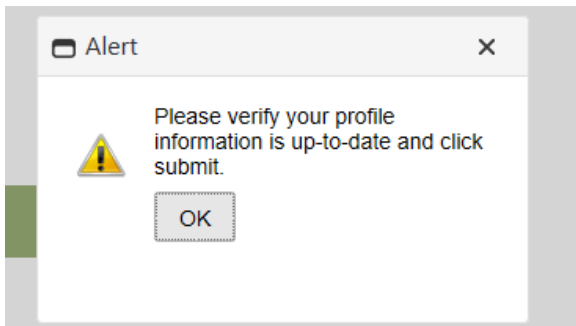 Alert
Please verify your profile
information is up-to-date and click
submit.
OK